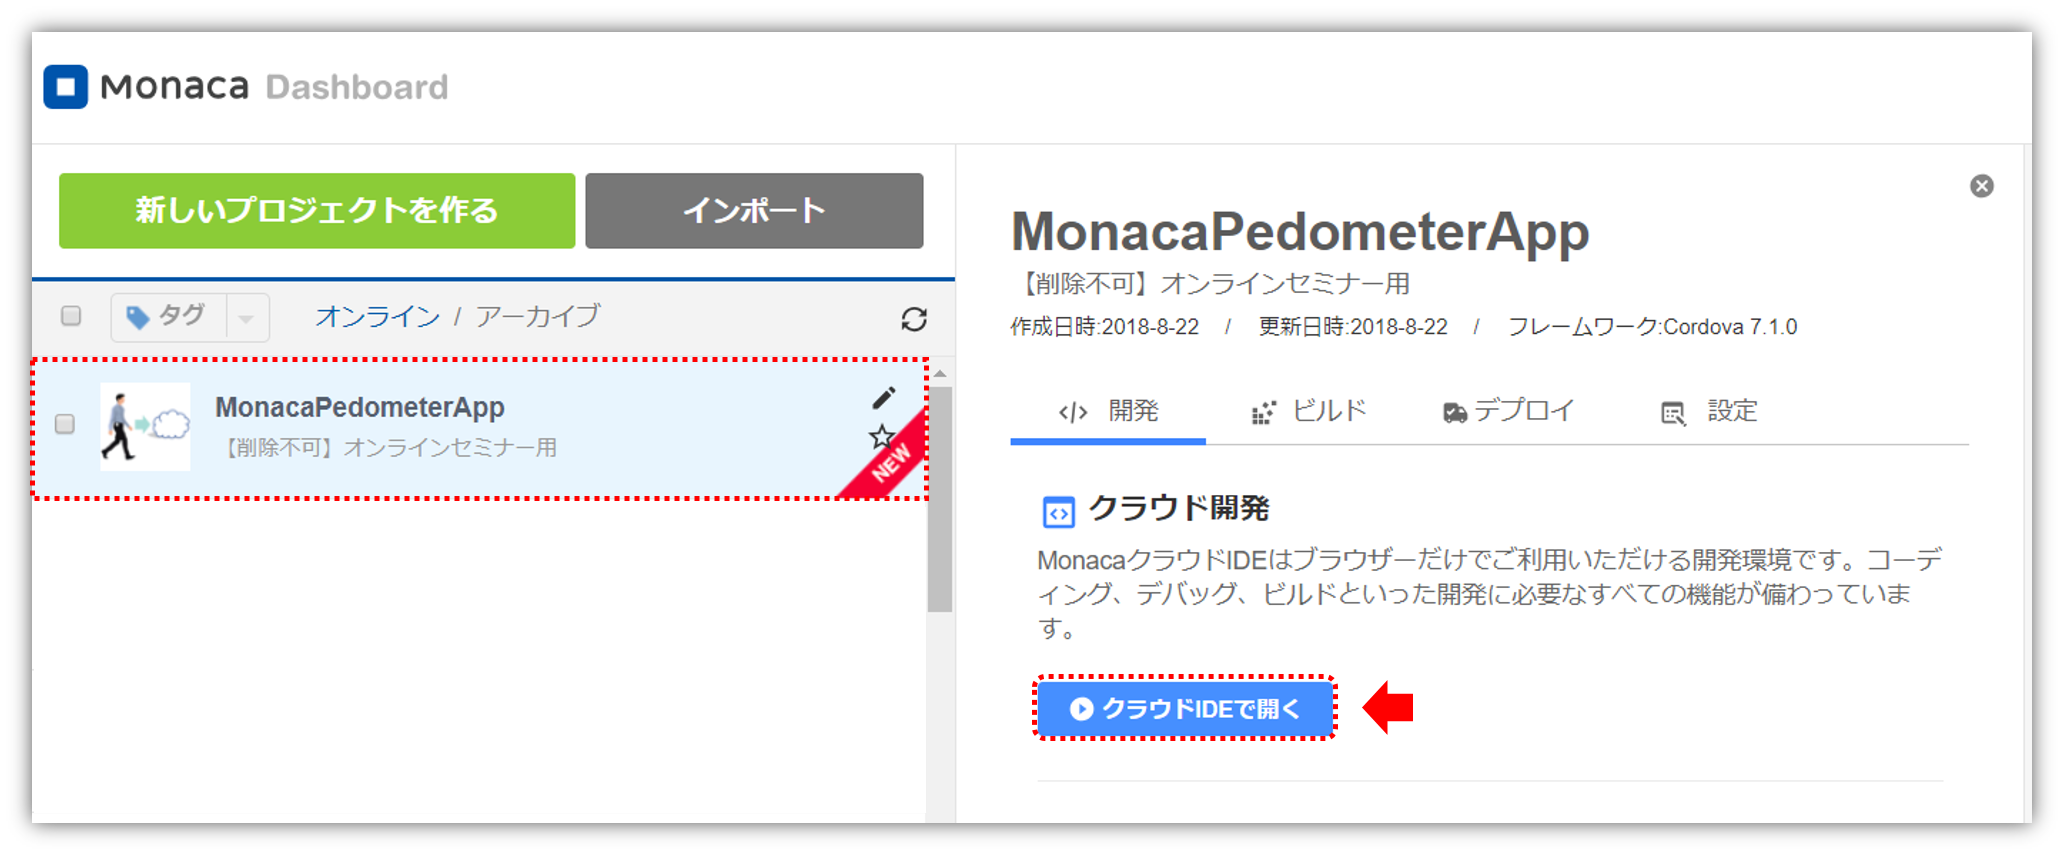 Monaca Dashboard
新しいプロジェクトを作る
インポート
タグ
オンライン / アーカイブ
MonacaPedometerApp
【削除不可】オンラインセミナー用
NEW
MonacaPedometerApp
【削除不可】オンラインセミナー用
作成日時:2018-8-22 / 更新日時:2018-8-22 / フレームワーク:Cordova 7.1.0
開発
ビルド
デプロイ
設定
クラウド開発
MonacaクラウドIDEはブラウザーだけでご利用いただける開発環境です。コーデ
ィング、デバッグ、ビルドといった開発に必要なすべての機能が備わっていま
す。
クラウドIDEで開く